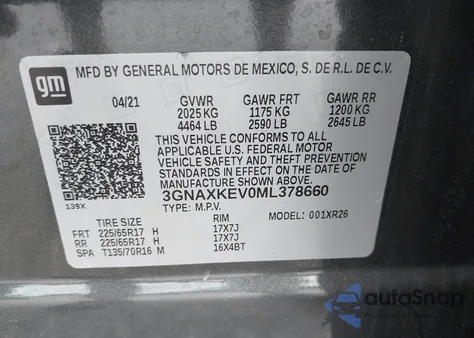 gm
MFD BY GENERAL MOTORS DE MEXICO, S. DE R.L. DE C.V.
04/21 GVWR GAWR FRT GAWR RR
2025 KG 1175 KG 1200 KG
4464 LB 2590 LB 2645 LB
THIS VEHICLE CONFORMS TO ALL
APPLICABLE U.S. FEDERAL MOTOR
VEHICLE SAFETY AND THEFT PREVENTION
STANDARDS IN EFFECT ON THE DATE OF
MANUFACTURE SHOWN ABOVE.
3GNAXKEV0ML378660
139X TYPE: M.P.V. MODEL: 001XR26
TIRE SIZE RIM
FRT 225/65R17 H 17X7J
RR 225/65R17 H 17X7J
SPA T135/70R16 M 16X4BT
autoSnap